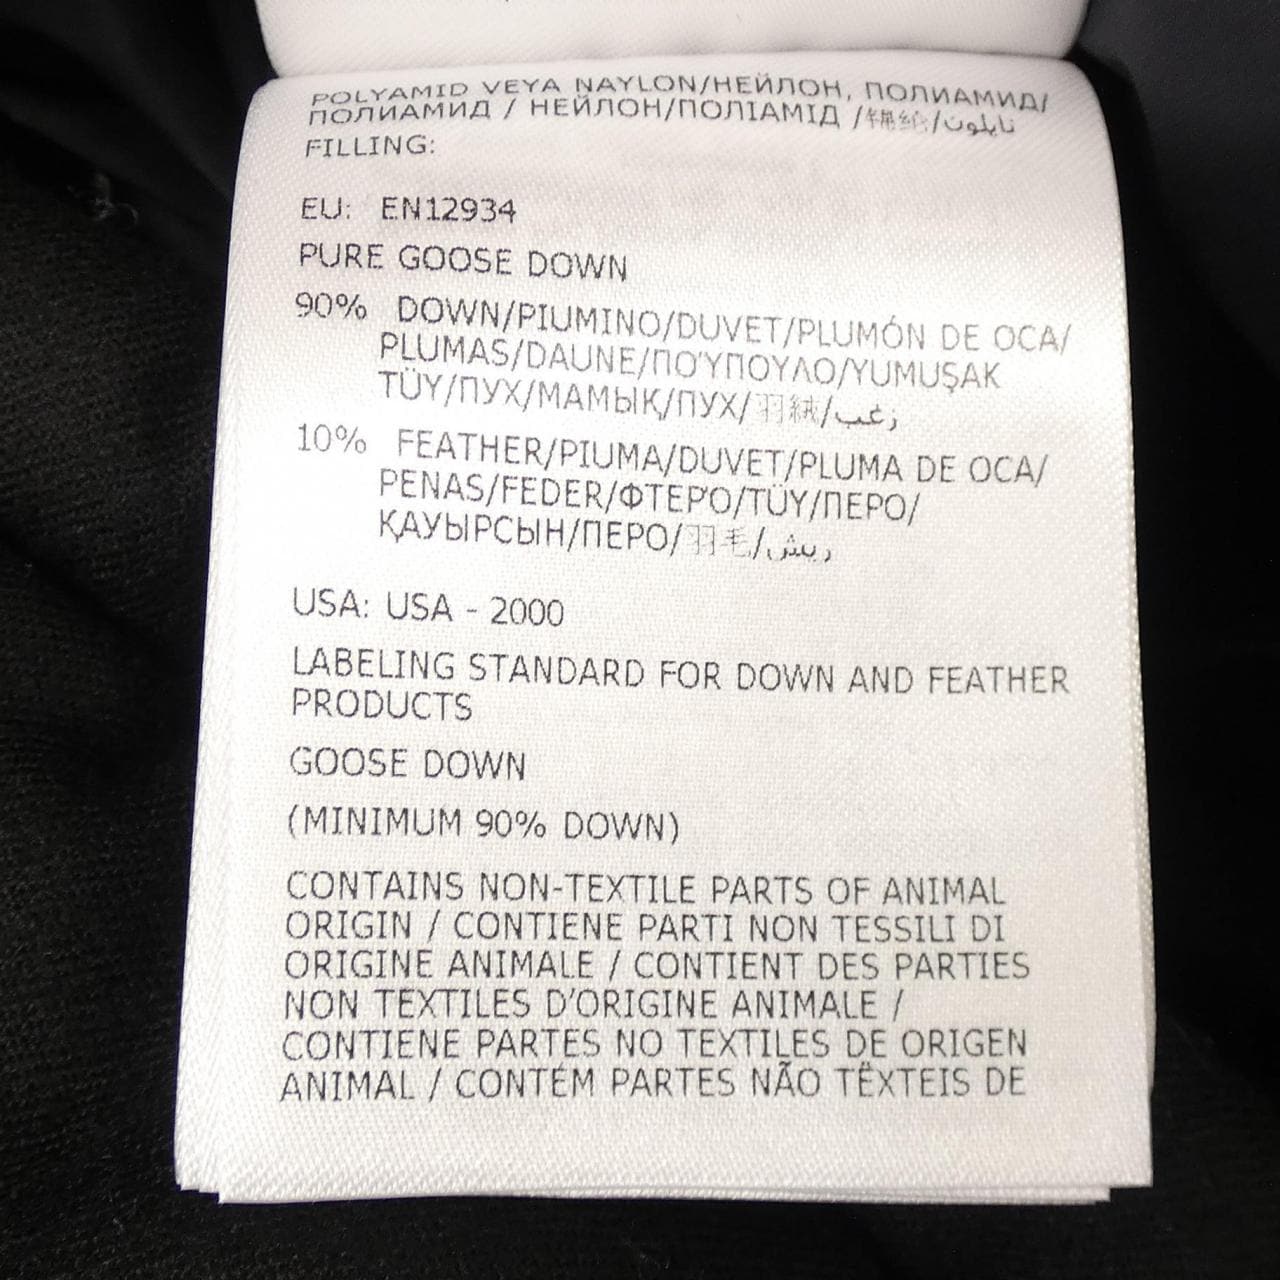 POLYAMID VEYA NAYLON/НЕЙЛОН, ПОЛИАМИД/
ПОЛИАМИД / НЕЙЛОН/ПОЛІАМІД /锦纶/نايلون
FILLING:
EU: EN12934
PURE GOOSE DOWN
90% DOWN/PIUMINO/DUVET/PLUMÓN DE OCA/
PLUMAS/DAUNE/ΠΟΎΠΟΥΛΟ/YUMUŞAK
TÜY/ПУХ/МАМЫҚ/ПУХ/羽絨/زغب
10% FEATHER/PIUMA/DUVET/PLUMA DE OCA/
PENAS/FEDER/ΦΤΕΡΌ/TÜY/ПЕРО/
ҚАУЫРСЫН/ПЕРО/羽毛/ريش
USA: USA - 2000
LABELING STANDARD FOR DOWN AND FEATHER
PRODUCTS
GOOSE DOWN
(MINIMUM 90% DOWN)
CONTAINS NON-TEXTILE PARTS OF ANIMAL
ORIGIN / CONTIENE PARTI NON TESSILI DI
ORIGINE ANIMALE / CONTIENT DES PARTIES
NON TEXTILES D'ORIGINE ANIMALE /
CONTIENE PARTES NO TEXTILES DE ORIGEN
ANIMAL / CONTÉM PARTES NÃO TÊXTEIS DE